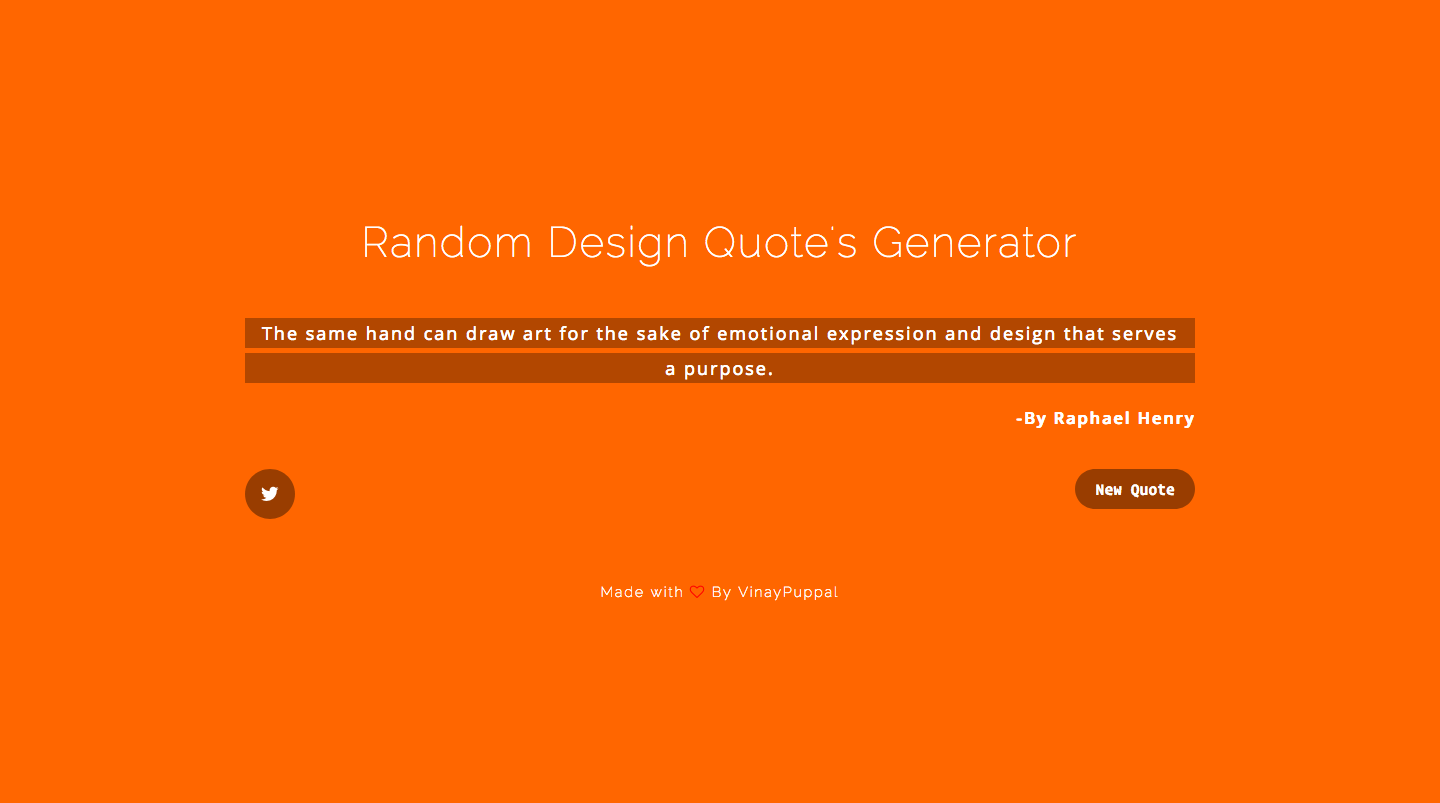 Random Design Quote's Generator
The same hand can draw art for the sake of emotional expression and design that serves
a purpose.
-By Raphael Henry
New Quote
Made with By VinayPuppal